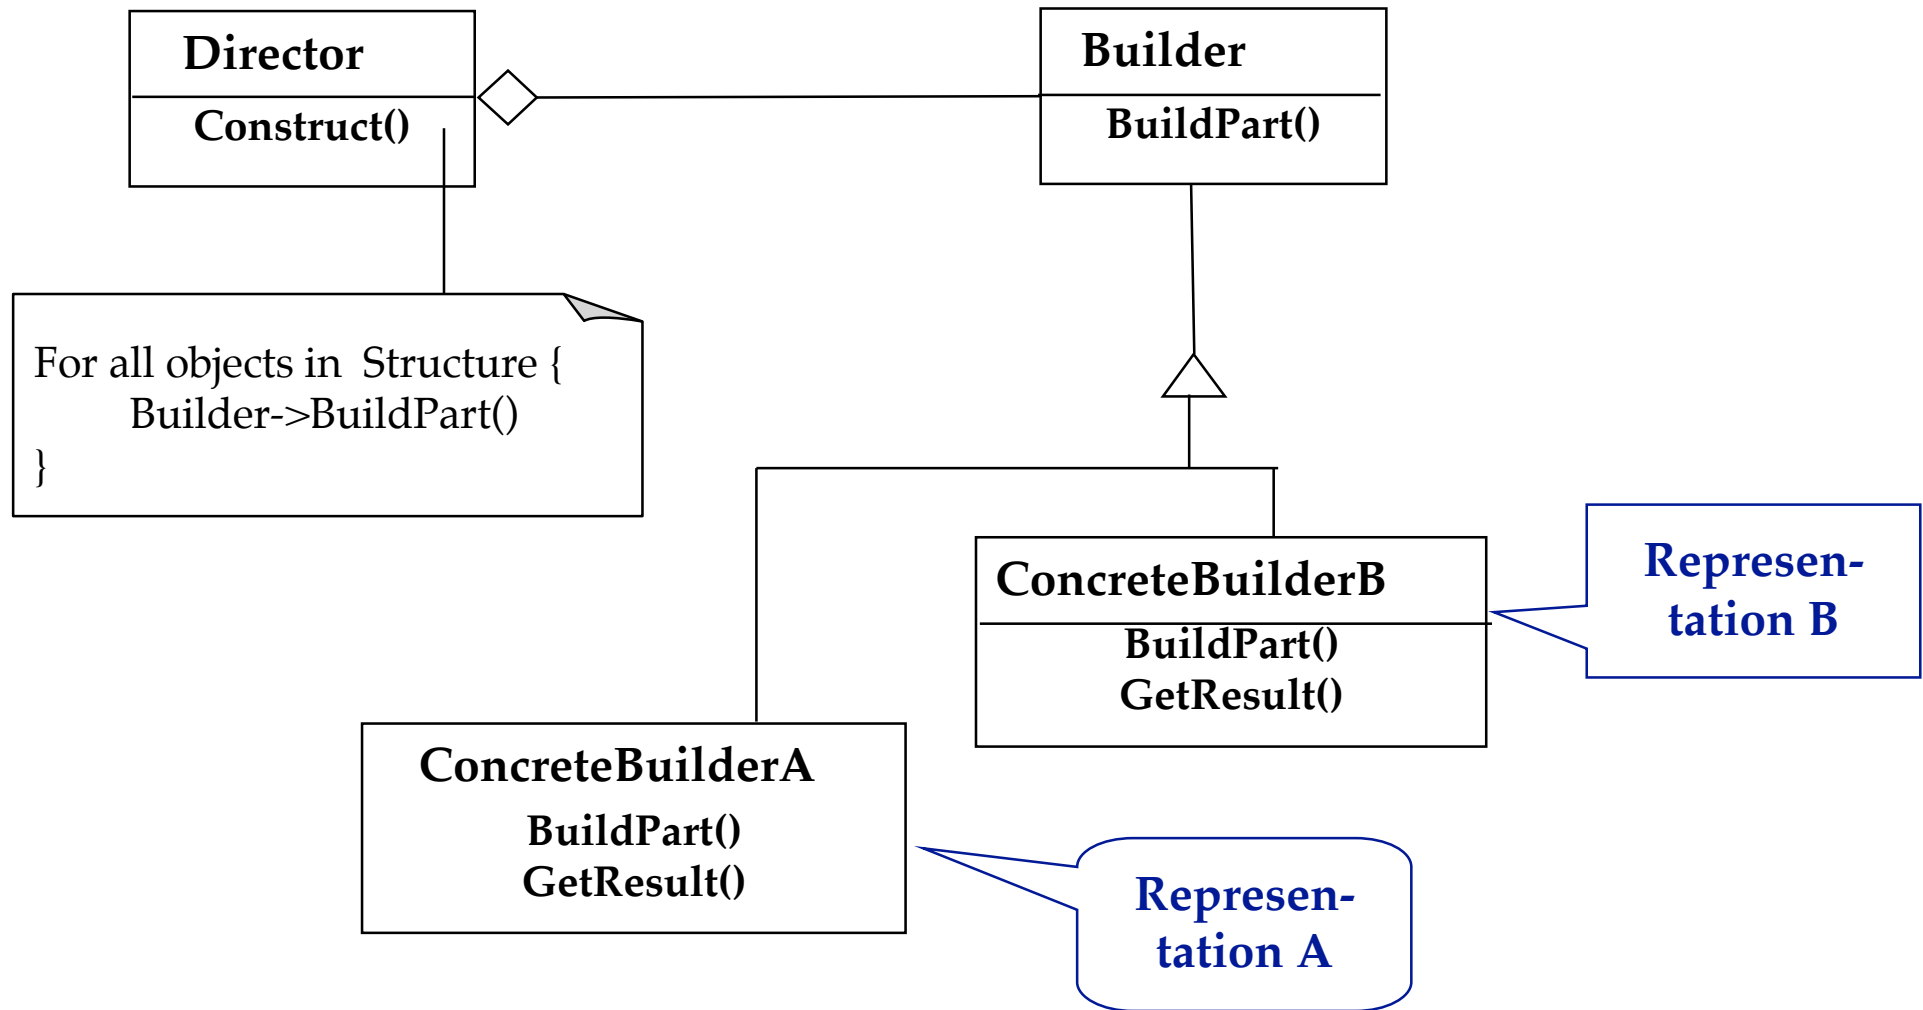 Director
Construct()
Builder
BuildPart()
For all objects in Structure {
Builder->BuildPart()
}
ConcreteBuilderB
BuildPart()
GetResult()
Represen-
tation B
ConcreteBuilderA
BuildPart()
GetResult()
Represen-
tation A